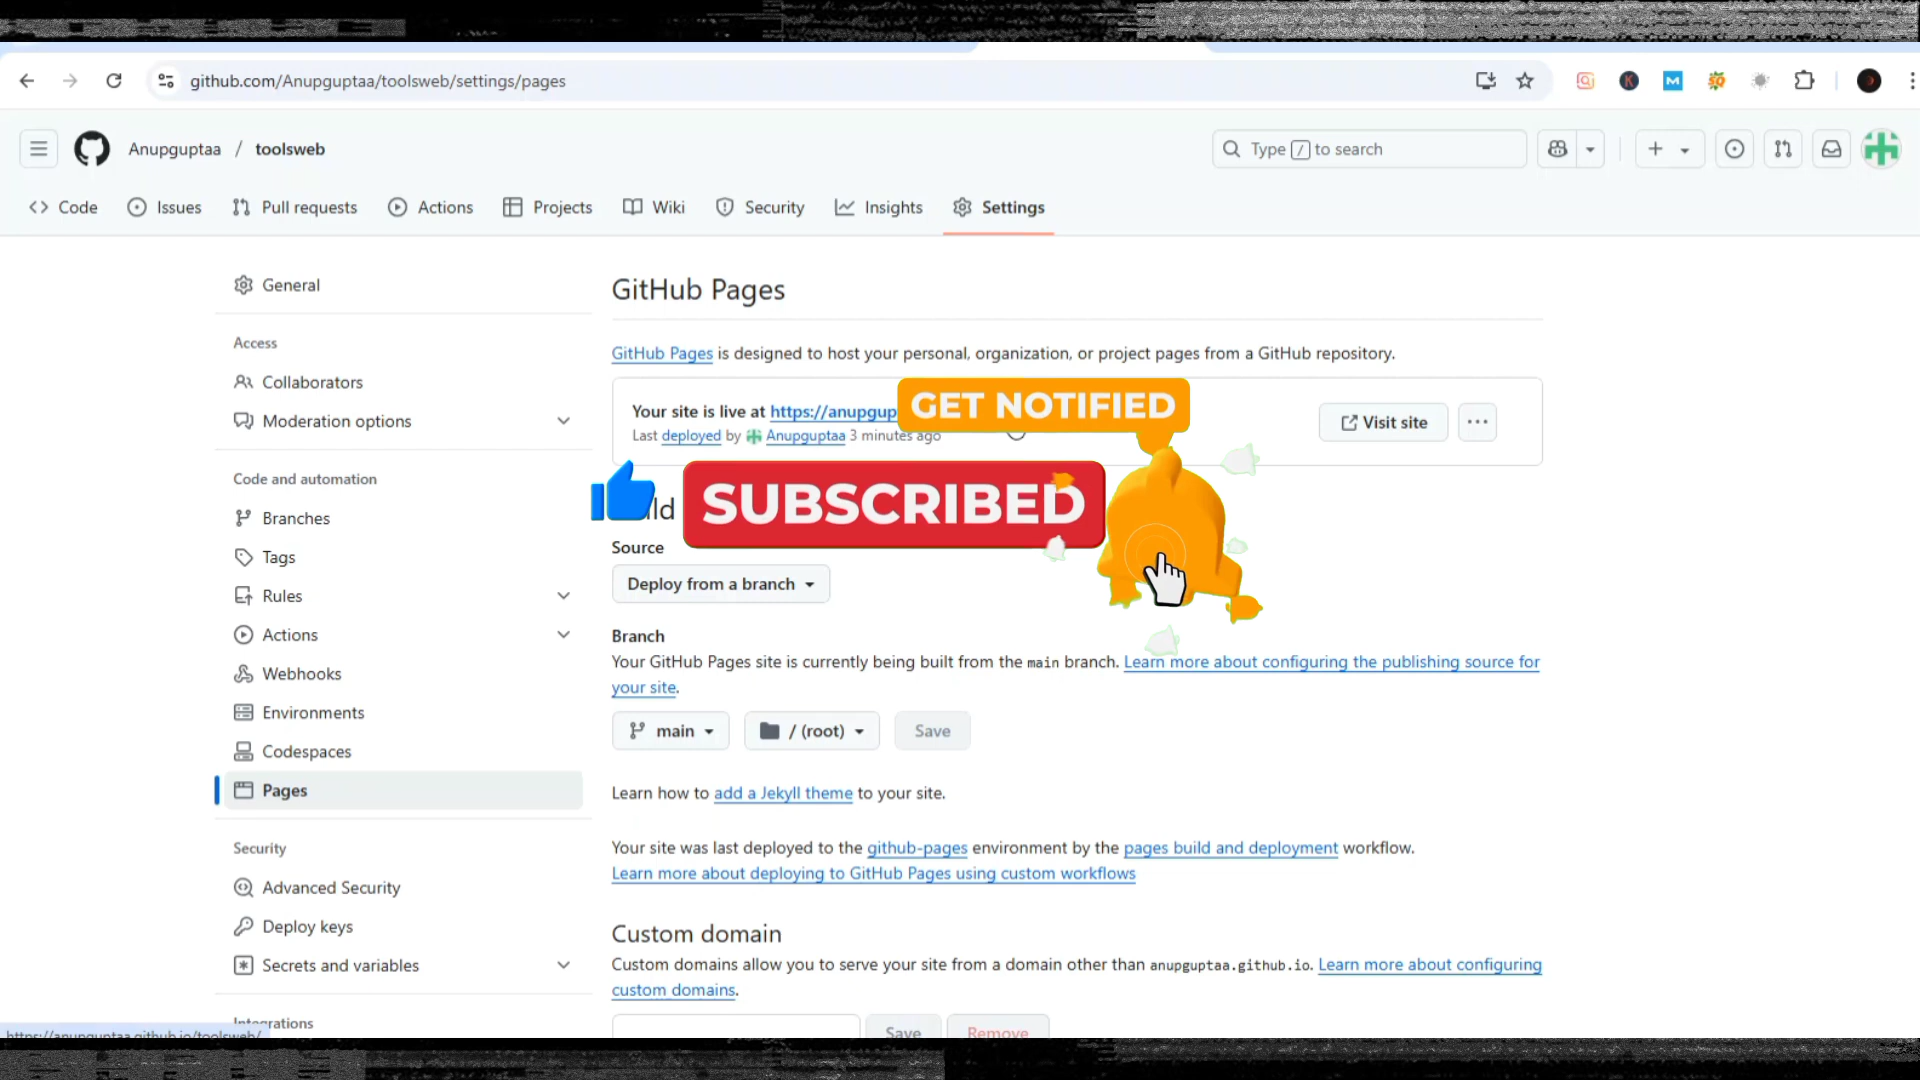 github.com/Anupguptaa/toolsweb/settings/pages
Anupguptaa / toolsweb
Type / to search
Code Issues Pull requests Actions Projects Wiki Security Insights Settings
General
Access
Collaborators
Moderation options
Code and automation
Branches
Tags
Rules
Actions
Webhooks
Environments
Codespaces
Pages
Security
Advanced Security
Deploy keys
Secrets and variables
Integrations
https://anupguptaa.github.io/toolsweb/
GitHub Pages
GitHub Pages is designed to host your personal, organization, or project pages from a GitHub repository.
Your site is live at https://anupgup
GET NOTIFIED
Last deployed by Anupguptaa 3 minutes ago
Visit site
SUBSCRIBED
Source
Deploy from a branch
Branch
Your GitHub Pages site is currently being built from the main branch. Learn more about configuring the publishing source for
your site.
main / (root) Save
Learn how to add a Jekyll theme to your site.
Your site was last deployed to the github-pages environment by the pages build and deployment workflow.
Learn more about deploying to GitHub Pages using custom workflows
Custom domain
Custom domains allow you to serve your site from a domain other than anupguptaa.github.io. Learn more about configuring
custom domains.
Save Remove